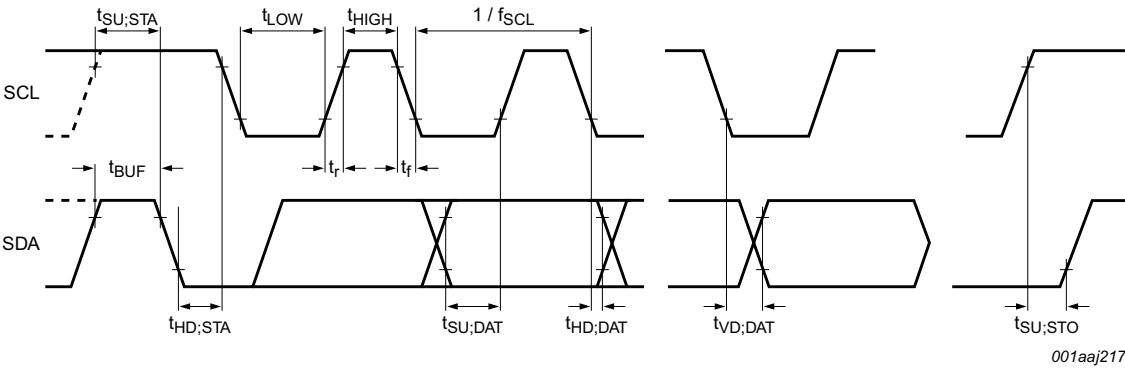 tSU;STA
tLOW
tHIGH
1 / fSCL
SCL
tBUF
tr
tf
SDA
tHD;STA
tSU;DAT
tHD;DAT
tVD;DAT
tSU;STO
001aaj217